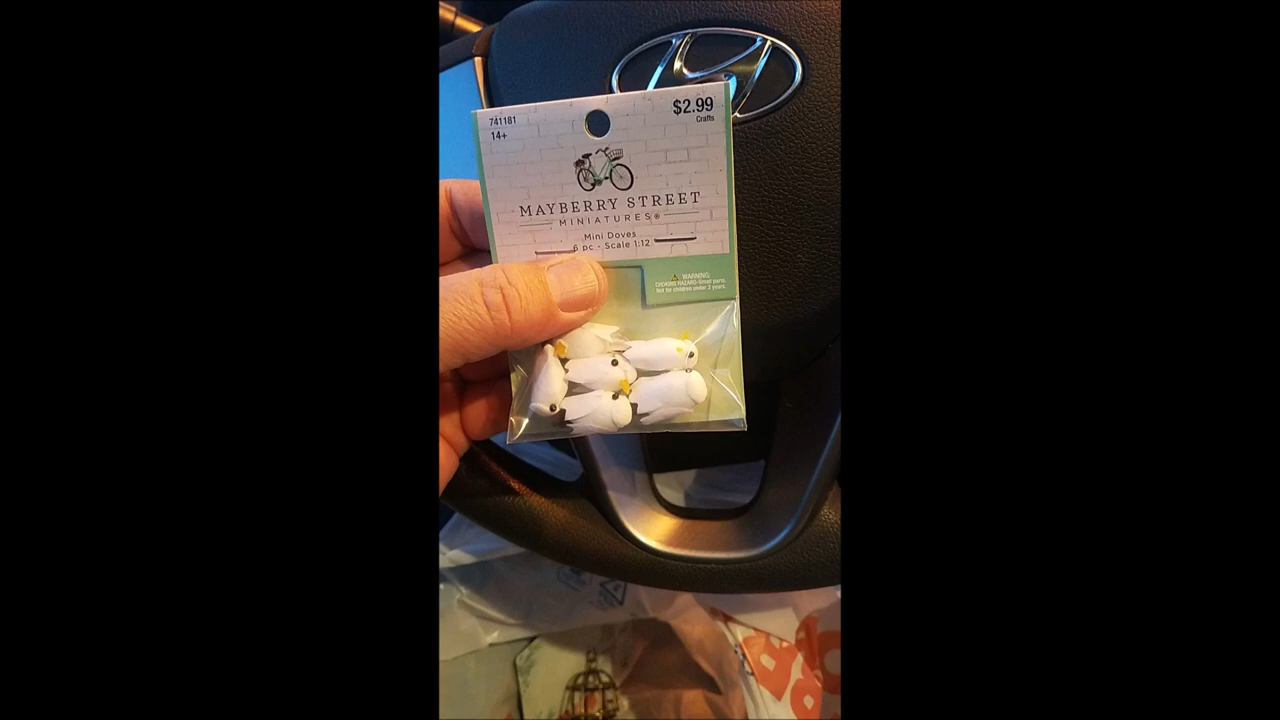 741181
14+
$2.99
Crafts
MAYBERRY STREET
MINIATURES®
Mini Doves
6 pc - Scale 1:12
WARNING:
CHOKING HAZARD-Small parts.
Not for children under 3 years.